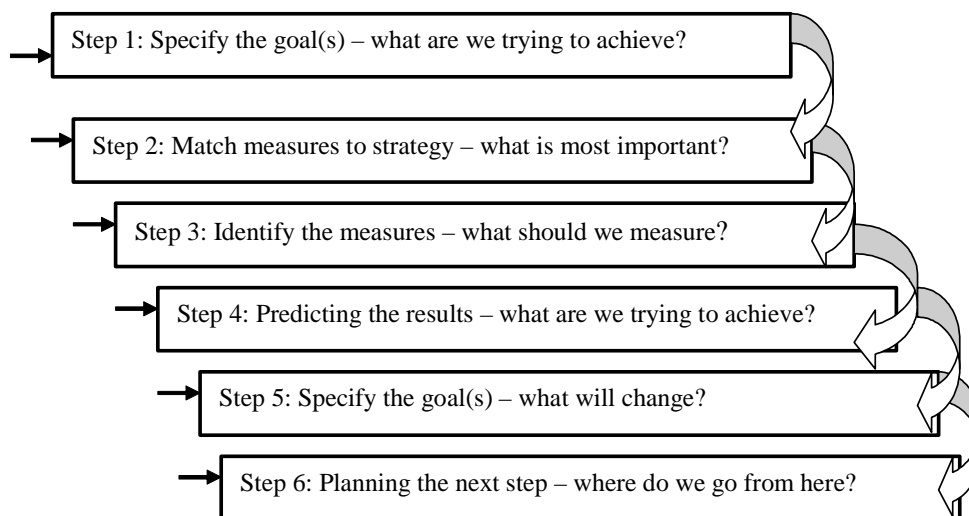 Step 1: Specify the goal(s) – what are we trying to achieve?
Step 2: Match measures to strategy – what is most important?
Step 3: Identify the measures – what should we measure?
Step 4: Predicting the results – what are we trying to achieve?
Step 5: Specify the goal(s) – what will change?
Step 6: Planning the next step – where do we go from here?